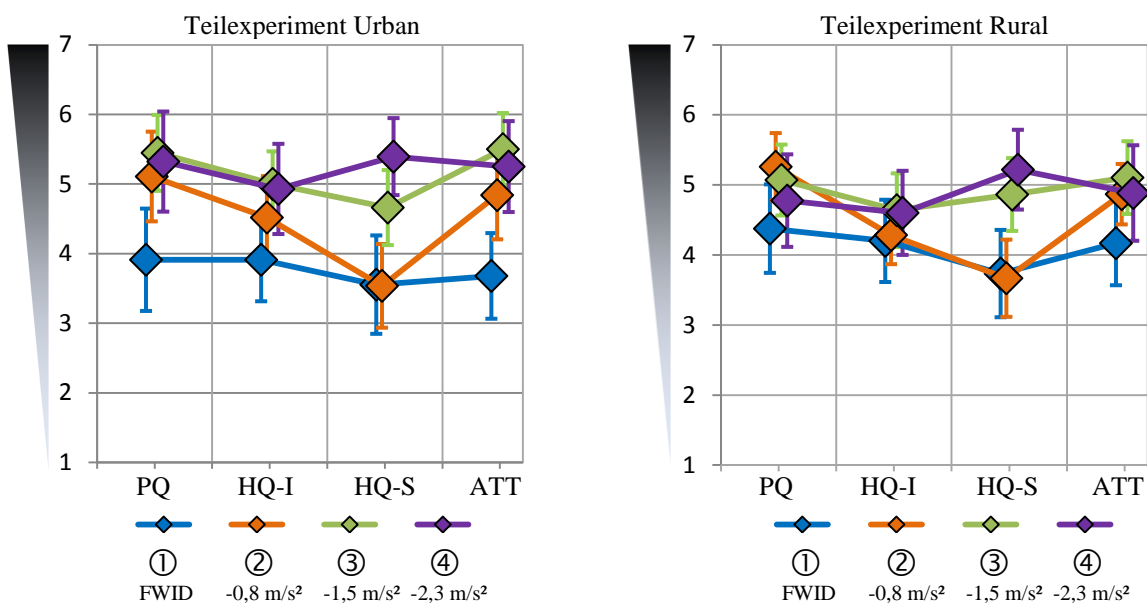 Teilexperiment Urban
7
6
5
4
3
2
1
PQ HQ-I HQ-S ATT
① ② ③ ④
FWID -0,8 m/s² -1,5 m/s² -2,3 m/s²
Teilexperiment Rural
7
6
5
4
3
2
1
PQ HQ-I HQ-S ATT
① ② ③ ④
FWID -0,8 m/s² -1,5 m/s² -2,3 m/s²